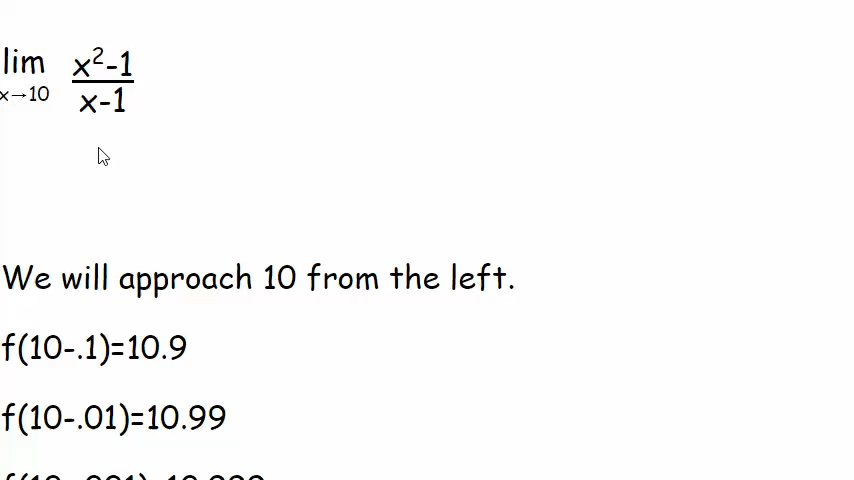 lim x²-1
x→10 x-1
We will approach 10 from the left.
f(10-.1)=10.9
f(10-.01)=10.99